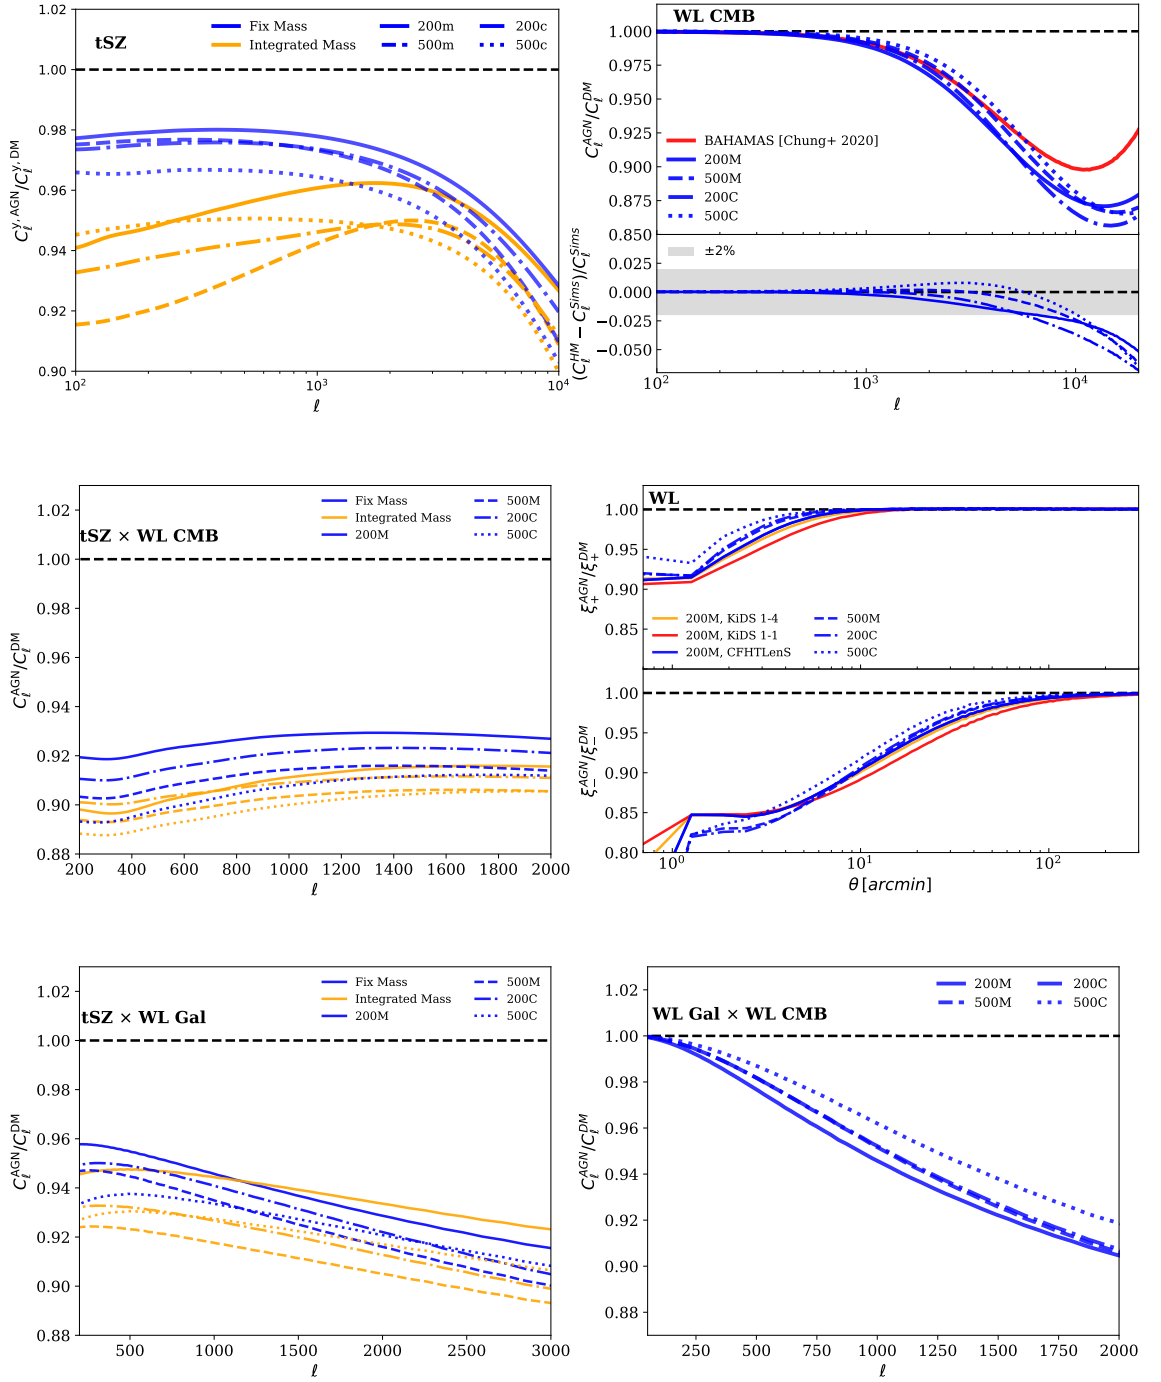 tSZ
Fix Mass
Integrated Mass
200m
500m
200c
500c
1.02
1.00
0.98
0.96
0.94
0.92
0.90
C_ℓ^{y, AGN}/C_ℓ^{y, DM}
10^2
10^3
10^4
ℓ
WL CMB
1.000
0.975
0.950
0.925
0.900
0.875
0.850
C_ℓ^{AGN}/C_ℓ^{DM}
BAHAMAS [Chung+ 2020]
200M
500M
200C
500C
±2%
0.025
0.000
−0.025
−0.050
(C_ℓ^{HM} − C_ℓ^{Sims})/C_ℓ^{Sims}
10^2
10^3
10^4
ℓ
tSZ × WL CMB
Fix Mass
Integrated Mass
200M
500M
200C
500C
1.02
1.00
0.98
0.96
0.94
0.92
0.90
0.88
C_ℓ^{AGN}/C_ℓ^{DM}
200 400 600 800 1000 1200 1400 1600 1800 2000
ℓ
WL
1.00
0.95
0.90
0.85
ξ_+^{AGN}/ξ_+^{DM}
200M, KiDS 1-4
200M, KiDS 1-1
200M, CFHTLenS
500M
200C
500C
1.00
0.95
0.90
0.85
0.80
ξ_−^{AGN}/ξ_−^{DM}
10^0
10^1
10^2
θ [arcmin]
tSZ × WL Gal
Fix Mass
Integrated Mass
200M
500M
200C
500C
1.02
1.00
0.98
0.96
0.94
0.92
0.90
0.88
C_ℓ^{AGN}/C_ℓ^{DM}
500 1000 1500 2000 2500 3000
ℓ
WL Gal × WL CMB
200M
500M
200C
500C
1.02
1.00
0.98
0.96
0.94
0.92
0.90
0.88
C_ℓ^{AGN}/C_ℓ^{DM}
250 500 750 1000 1250 1500 1750 2000
ℓ